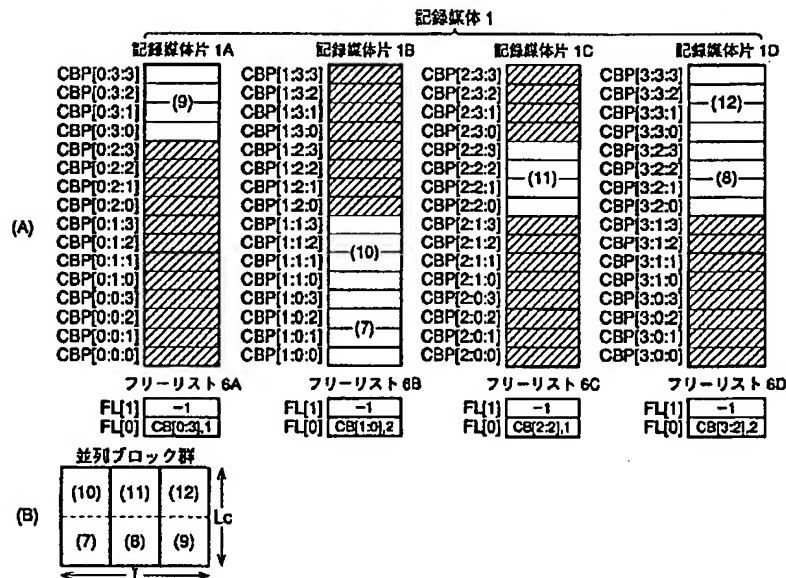 記録媒体 1
記録媒体片 1A
記録媒体片 1B
記録媒体片 1C
記録媒体片 1D
CBP[0:3:3]
CBP[0:3:2]
CBP[0:3:1]
CBP[0:3:0]
CBP[0:2:3]
CBP[0:2:2]
CBP[0:2:1]
CBP[0:2:0]
CBP[0:1:3]
CBP[0:1:2]
CBP[0:1:1]
CBP[0:1:0]
CBP[0:0:3]
CBP[0:0:2]
CBP[0:0:1]
CBP[0:0:0]
(9)
CBP[1:3:3]
CBP[1:3:2]
CBP[1:3:1]
CBP[1:3:0]
CBP[1:2:3]
CBP[1:2:2]
CBP[1:2:1]
CBP[1:2:0]
CBP[1:1:3]
CBP[1:1:2]
CBP[1:1:1]
CBP[1:1:0]
CBP[1:0:3]
CBP[1:0:2]
CBP[1:0:1]
CBP[1:0:0]
(10)
(7)
CBP[2:3:3]
CBP[2:3:2]
CBP[2:3:1]
CBP[2:3:0]
CBP[2:2:3]
CBP[2:2:2]
CBP[2:2:1]
CBP[2:2:0]
CBP[2:1:3]
CBP[2:1:2]
CBP[2:1:1]
CBP[2:1:0]
CBP[2:0:3]
CBP[2:0:2]
CBP[2:0:1]
CBP[2:0:0]
(11)
CBP[3:3:3]
CBP[3:3:2]
CBP[3:3:1]
CBP[3:3:0]
CBP[3:2:3]
CBP[3:2:2]
CBP[3:2:1]
CBP[3:2:0]
CBP[3:1:3]
CBP[3:1:2]
CBP[3:1:1]
CBP[3:1:0]
CBP[3:0:3]
CBP[3:0:2]
CBP[3:0:1]
CBP[3:0:0]
(12)
(8)
(A)
フリーリスト 6A
FL[1] -1
FL[0] CB[0:3],1
フリーリスト 6B
FL[1] -1
FL[0] CB[1:0],2
フリーリスト 6C
FL[1] -1
FL[0] CB[2:2],1
フリーリスト 6D
FL[1] -1
FL[0] CB[3:2],2
並列ブロック群
(B)
(10) (11) (12)
(7) (8) (9)
Lc
T